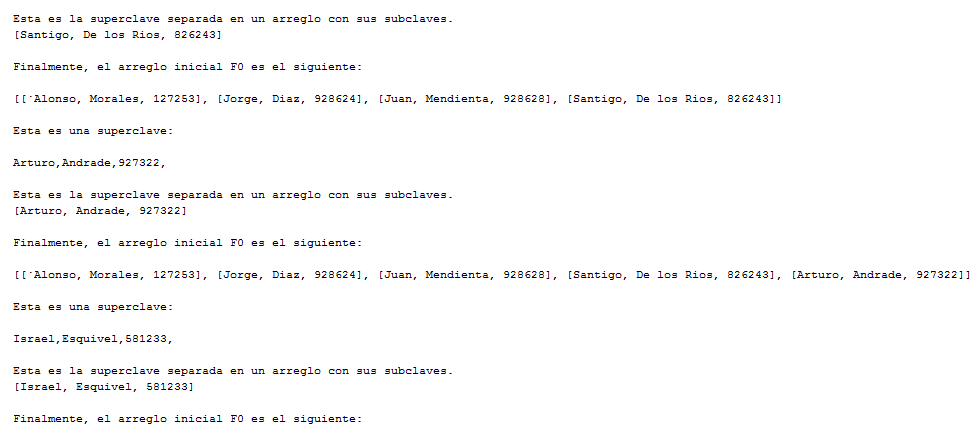 Esta es la superclave separada en un arreglo con sus subclaves.
[Santigo, De los Rios, 826243]
Finalmente, el arreglo inicial F0 es el siguiente:
[[´Alonso, Morales, 127253], [Jorge, Diaz, 928624], [Juan, Mendienta, 928628], [Santigo, De los Rios, 826243]]
Esta es una superclave:
Arturo,Andrade,927322,
Esta es la superclave separada en un arreglo con sus subclaves.
[Arturo, Andrade, 927322]
Finalmente, el arreglo inicial F0 es el siguiente:
[[´Alonso, Morales, 127253], [Jorge, Diaz, 928624], [Juan, Mendienta, 928628], [Santigo, De los Rios, 826243], [Arturo, Andrade, 927322]]
Esta es una superclave:
Israel,Esquivel,581233,
Esta es la superclave separada en un arreglo con sus subclaves.
[Israel, Esquivel, 581233]
Finalmente, el arreglo inicial F0 es el siguiente: